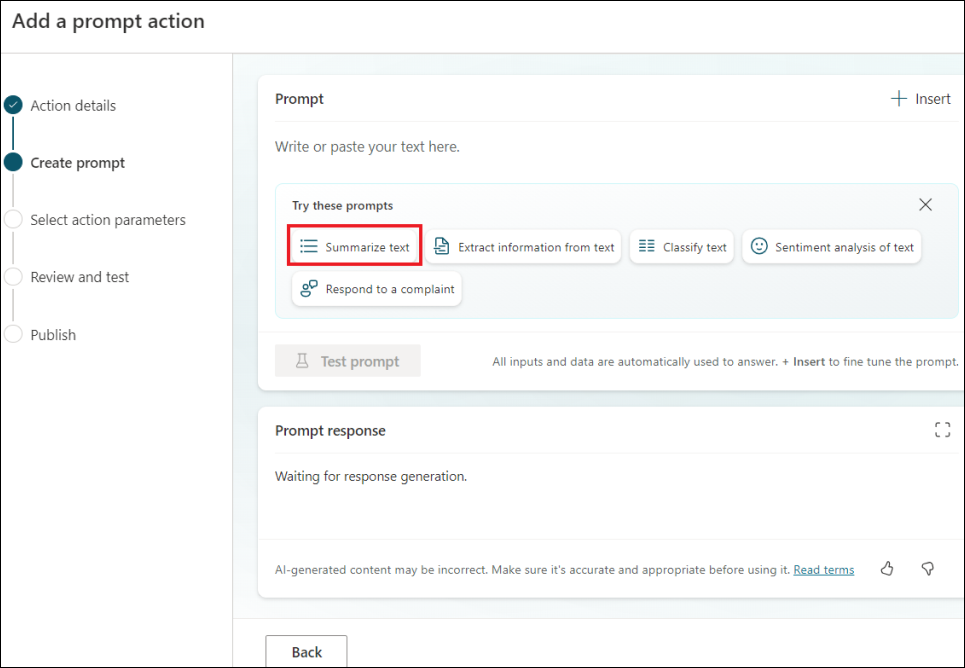 Add a prompt action
Action details
Create prompt
Select action parameters
Review and test
Publish
Prompt
Insert
Write or paste your text here.
Try these prompts
Summarize text
Extract information from text
Classify text
Sentiment analysis of text
Respond to a complaint
Test prompt
All inputs and data are automatically used to answer. + Insert to fine tune the prompt.
Prompt response
Waiting for response generation.
AI-generated content may be incorrect. Make sure it's accurate and appropriate before using it. Read terms
Back